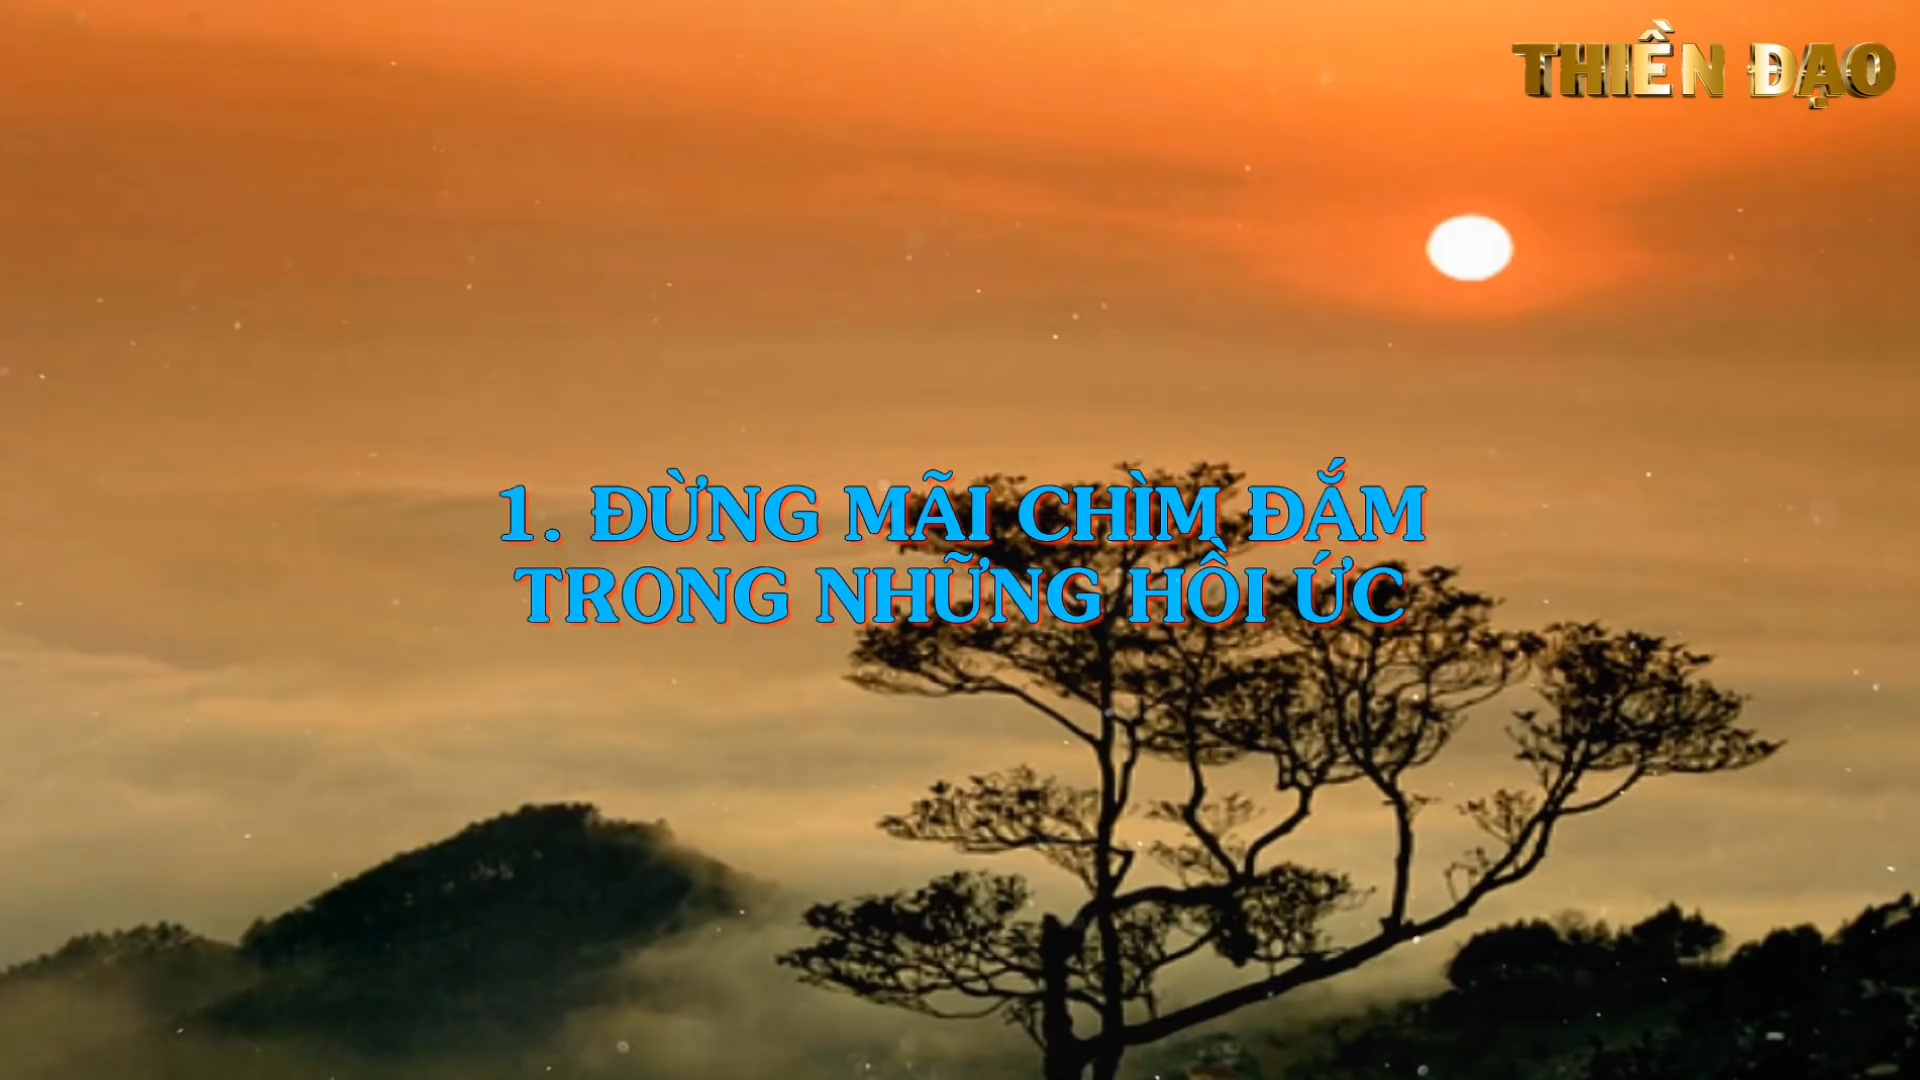 THIỀN ĐẠO
1. ĐỪNG MÃI CHÌM ĐẮM
TRONG NHỮNG HỒI ỨC